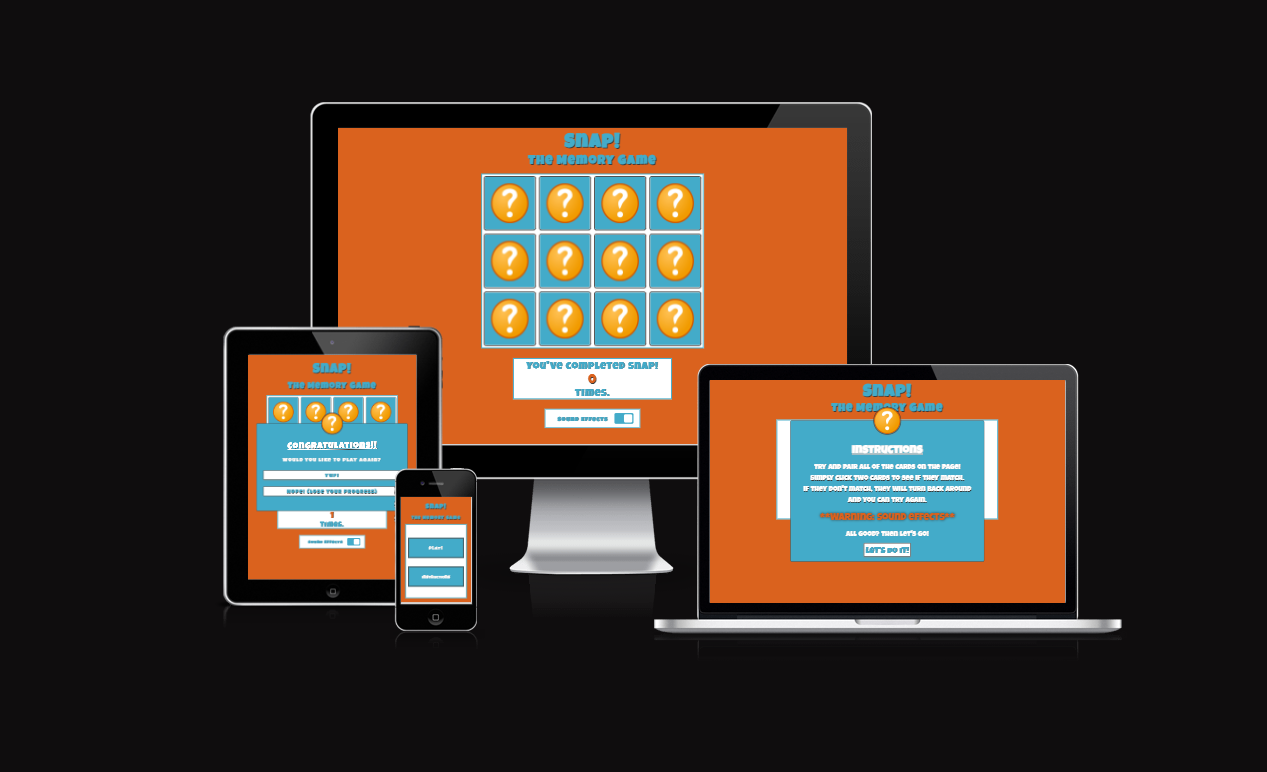 SNAP!
THE MEMORY GAME
? ? ? ?
? ? ? ?
? ? ? ?
YOU'VE COMPLETED SNAP!
0
TIMES.
SOUND EFFECTS
SNAP!
THE MEMORY GAME
? ? ? ?
?
CONGRATULATIONS!!
WOULD YOU LIKE TO PLAY AGAIN?
YEP!
NOPE! (LOSE YOUR PROGRESS)
1
TIMES.
SOUND EFFECTS
SNAP!
THE MEMORY GAME
PLAY!
SNAP!
THE MEMORY GAME
?
INSTRUCTIONS
TRY AND PAIR ALL OF THE CARDS ON THE PAGE!
SIMPLY CLICK TWO CARDS TO SEE IF THEY MATCH.
IF THEY DON'T MATCH, THEY WILL TURN BACK AROUND
AND YOU CAN TRY AGAIN.
**WARNING: SOUND EFFECTS**
ALL GOOD? THEN LET'S GO!
LET'S DO IT!